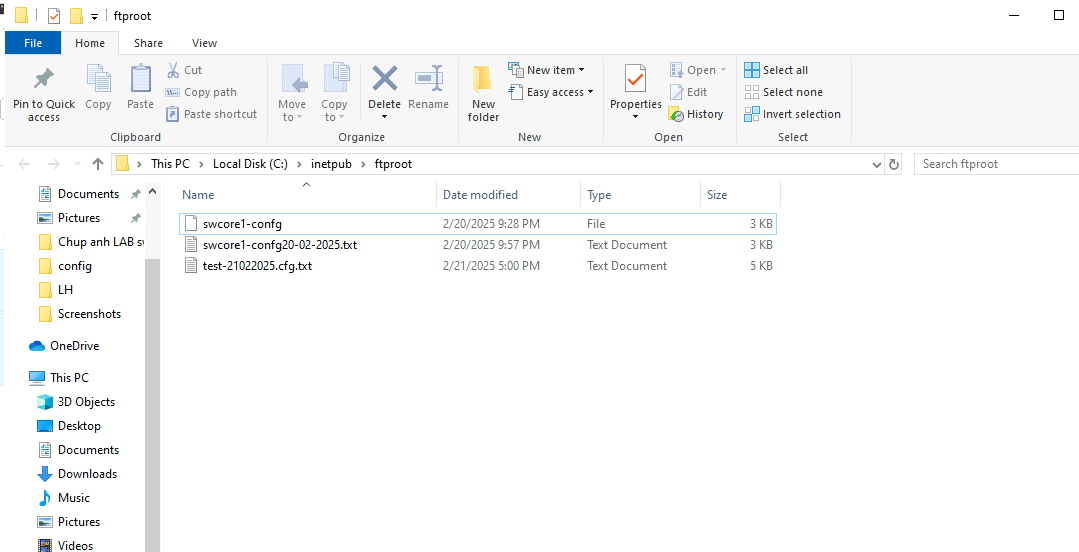 ftproot
File Home Share View
Pin to Quick access
Copy
Paste
Cut
Copy path
Paste shortcut
Clipboard
Move to
Copy to
Delete
Rename
Organize
New folder
New item
Easy access
New
Properties
Open
Edit
History
Open
Select all
Select none
Invert selection
Select
This PC > Local Disk (C:) > inetpub > ftproot
Search ftproot
Name Date modified Type Size
swcore1-confg 2/20/2025 9:28 PM File 3 KB
swcore1-confg20-02-2025.txt 2/20/2025 9:57 PM Text Document 3 KB
test-21022025.cfg.txt 2/21/2025 5:00 PM Text Document 5 KB
Documents
Pictures
Chup anh LAB sv
config
LH
Screenshots
OneDrive
This PC
3D Objects
Desktop
Documents
Downloads
Music
Pictures
Videos